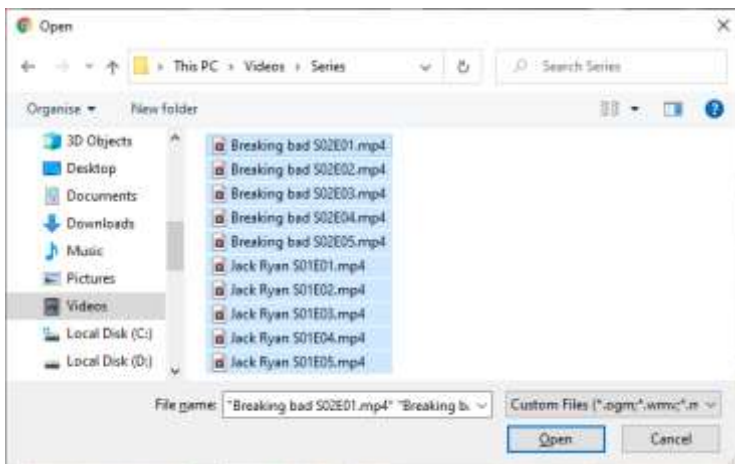 Open
This PC › Videos › Series
Search Series
Organise
New folder
3D Objects
Desktop
Documents
Downloads
Music
Pictures
Videos
Local Disk (C:)
Local Disk (D:)
Breaking bad S02E01.mp4
Breaking bad S02E02.mp4
Breaking bad S02E03.mp4
Breaking bad S02E04.mp4
Breaking bad S02E05.mp4
Jack Ryan S01E01.mp4
Jack Ryan S01E02.mp4
Jack Ryan S01E03.mp4
Jack Ryan S01E04.mp4
Jack Ryan S01E05.mp4
File name: "Breaking bad S02E01.mp4" "Breaking b
Custom Files (*.ogm;*.wmv;*.m
Open
Cancel